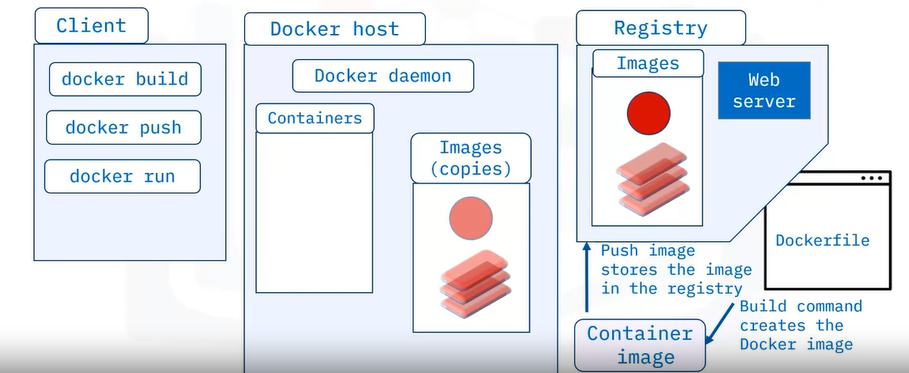 Client
docker build
docker push
docker run
Docker host
Docker daemon
Containers
Images
(copies)
Registry
Images
Web
server
Dockerfile
Push image
stores the image
in the registry
Build command
creates the
Docker image
Container
image